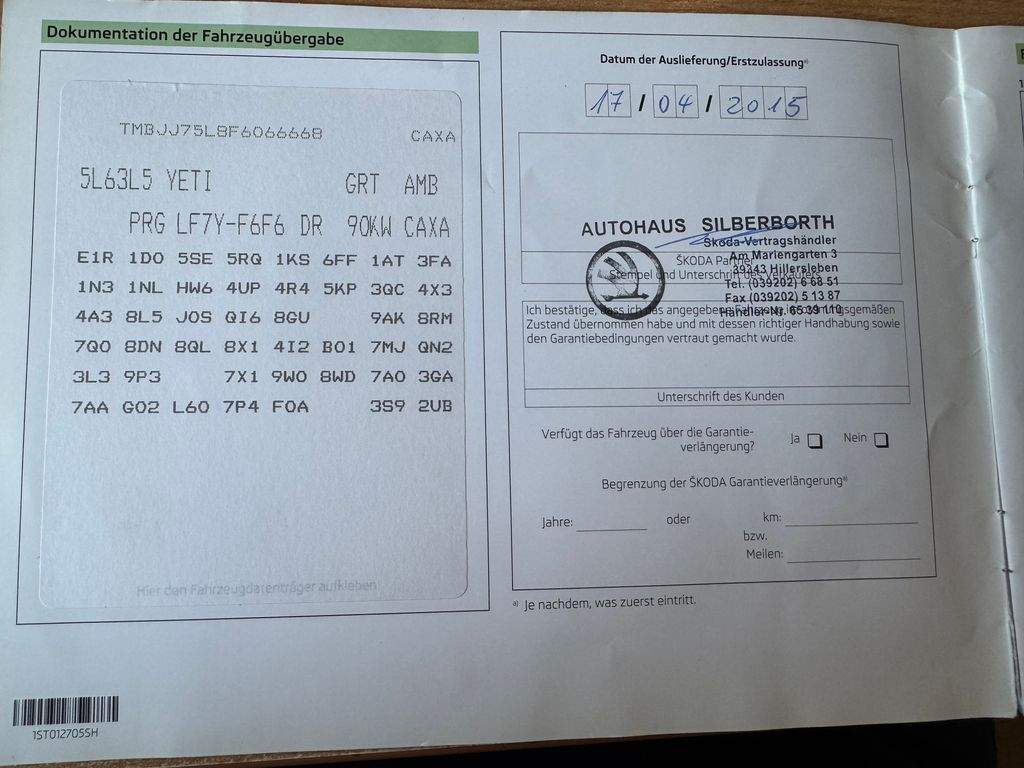 Dokumentation der Fahrzeugübergabe
TMBJJ75L8F6066668 CAXA
5L63L5 YETI GRT AMB
PRG LF7Y-F6F6 DR 90KW CAXA
E1R 1D0 5SE 5RQ 1KS 6FF 1AT 3FA
1N3 1NL HW6 4UP 4R4 5KP 3QC 4X3
4A3 8L5 J0S QI6 8GU 9AK 8RM
7Q0 8DN 8QL 8X1 4I2 B01 7MJ QN2
3L3 9P3 7X1 9W0 8WD 7A0 3GA
7AA G02 L60 7P4 F0A 3S9 2UB
Hier den Fahrzeugdatenträger aufkleben
1ST012705SH
Datum der Auslieferung/Erstzulassung a)
17 / 04 / 2015
AUTOHAUS SILBERBORTH
Skoda-Vertragshändler
ŠKODA Partner
Am Mariengarten 3
Stempel und Unterschrift des Verkäufers
39343 Hillersleben
Tel. (039202) 6 68 51
Fax (039202) 5 13 87
Händler-Nr. 65 39 110
Ich bestätige, dass ich das angegebene Fahrzeug in ordnungsgemäßen
Zustand übernommen habe und mit dessen richtiger Handhabung sowie
den Garantiebedingungen vertraut gemacht wurde.
Unterschrift des Kunden
Verfügt das Fahrzeug über die Garantie-
verlängerung?
Ja Nein
Begrenzung der ŠKODA Garantieverlängerung a)
Jahre: oder km:
bzw.
Meilen:
a) Je nachdem, was zuerst eintritt.